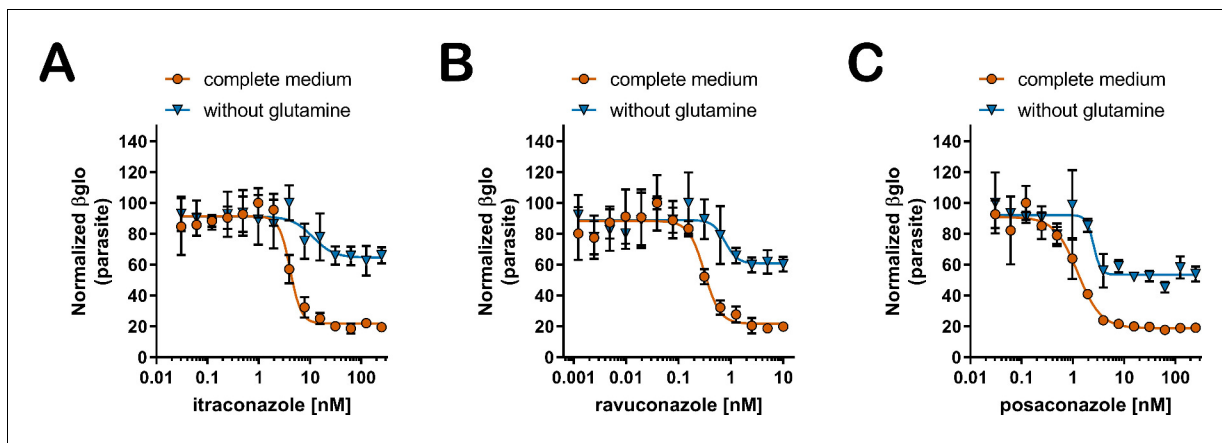 A
complete medium
without glutamine
Normalized βglo
(parasite)
140
120
100
80
60
40
20
0
0.01 0.1 1 10 100
itraconazole [nM]
B
complete medium
without glutamine
Normalized βglo
(parasite)
140
120
100
80
60
40
20
0
0.001 0.01 0.1 1 10
ravuconazole [nM]
C
complete medium
without glutamine
Normalized βglo
(parasite)
140
120
100
80
60
40
20
0
0.01 0.1 1 10 100
posaconazole [nM]